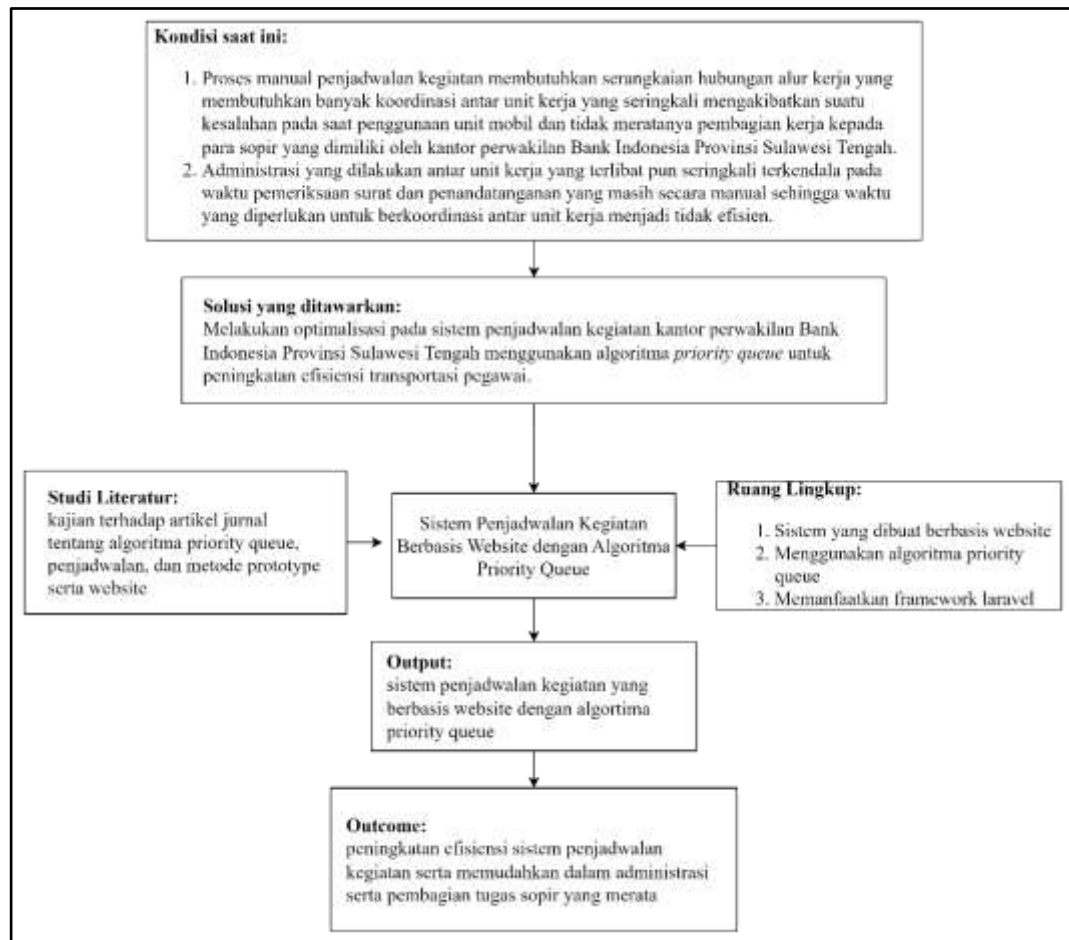 Kondisi saat ini:
1. Proses manual penjadwalan kegiatan membutuhkan serangkaian hubungan alur kerja yang
membutuhkan banyak koordinasi antar unit kerja yang seringkali mengakibatkan suatu
kesalahan pada saat penggunaan unit mobil dan tidak meratanya pembagian kerja kepada
para sopir yang dimiliki oleh kantor perwakilan Bank Indonesia Provinsi Sulawesi Tengah.
2. Administrasi yang dilakukan antar unit kerja yang terlibat pun seringkali terkendala pada
waktu pemeriksaan surat dan penandatanganan yang masih secara manual sehingga waktu
yang diperlukan untuk berkoordinasi antar unit kerja menjadi tidak efisien.
Solusi yang ditawarkan:
Melakukan optimalisasi pada sistem penjadwalan kegiatan kantor perwakilan Bank
Indonesia Provinsi Sulawesi Tengah menggunakan algoritma priority queue untuk
peningkatan efisiensi transportasi pegawai.
Studi Literatur:
kajian terhadap artikel jurnal
tentang algoritma priority queue,
penjadwalan, dan metode prototype
serta website
Sistem Penjadwalan Kegiatan
Berbasis Website dengan Algoritma
Priority Queue
Ruang Lingkup:
1. Sistem yang dibuat berbasis website
2. Menggunakan algoritma priority
queue
3. Memanfaatkan framework laravel
Output:
sistem penjadwalan kegiatan yang
berbasis website dengan algortima
priority queue
Outcome:
peningkatan efisiensi sistem penjadwalan
kegiatan serta memudahkan dalam administrasi
serta pembagian tugas sopir yang merata